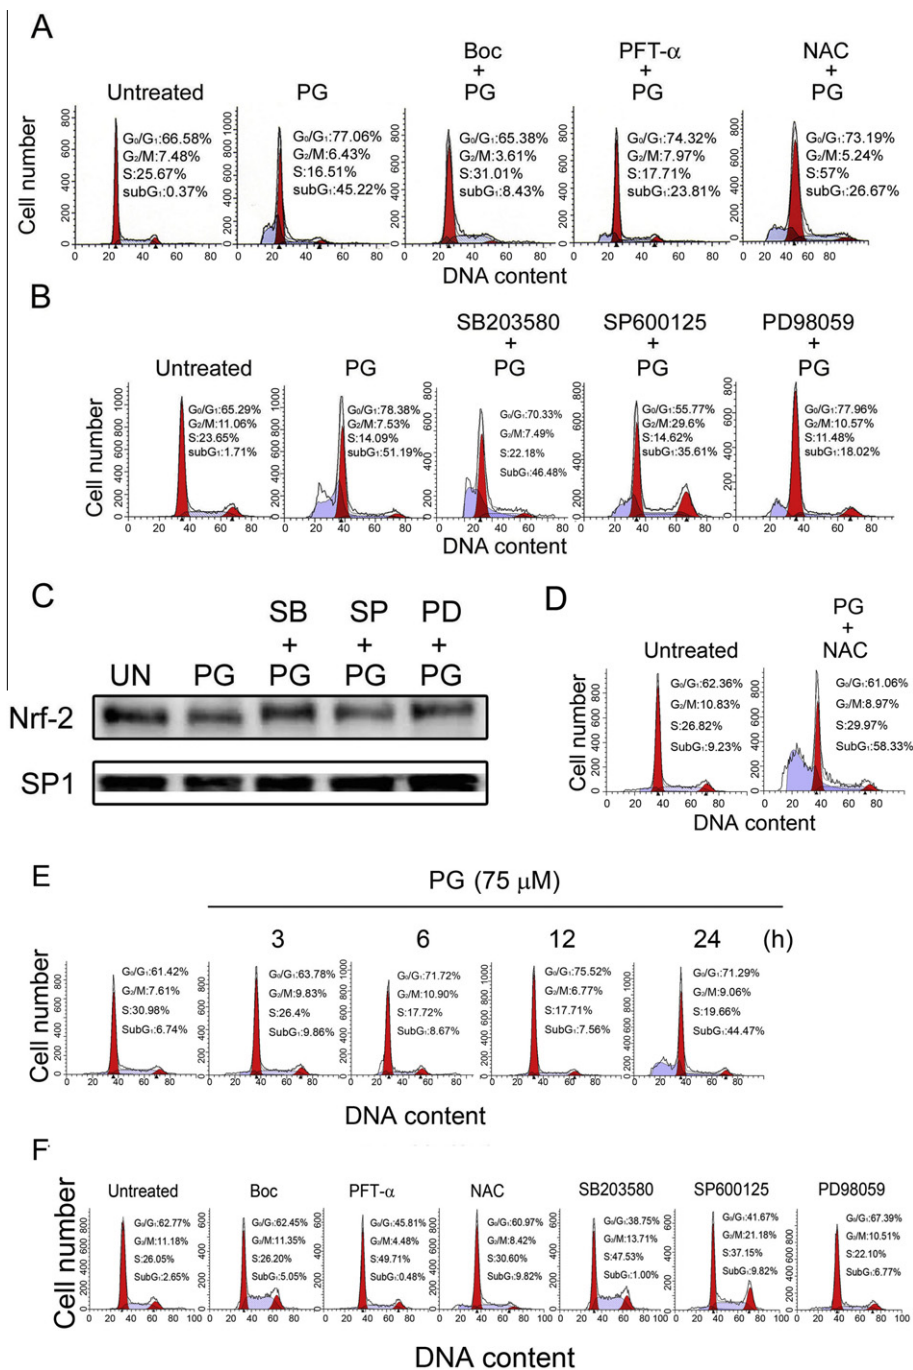 A
Untreated
PG
Boc
+
PG
PFT-α
+
PG
NAC
+
PG
Cell number
G₀/G₁:66.58%
G₂/M:7.48%
S:25.67%
subG₁:0.37%
G₀/G₁:77.06%
G₂/M:6.43%
S:16.51%
subG₁:45.22%
G₀/G₁:65.38%
G₂/M:3.61%
S:31.01%
subG₁:8.43%
G₀/G₁:74.32%
G₂/M:7.97%
S:17.71%
subG₁:23.81%
G₀/G₁:73.19%
G₂/M:5.24%
S:57%
subG₁:26.67%
DNA content
B
Untreated
PG
SB203580
+
PG
SP600125
+
PG
PD98059
+
PG
Cell number
G₀/G₁:65.29%
G₂/M:11.06%
S:23.65%
subG₁:1.71%
G₀/G₁:78.38%
G₂/M:7.53%
S:14.09%
subG₁:51.19%
G₀/G₁:70.33%
G₂/M:7.49%
S:22.18%
SubG₁:46.48%
G₀/G₁:55.77%
G₂/M:29.6%
S:14.62%
subG₁:35.61%
G₀/G₁:77.96%
G₂/M:10.57%
S:11.48%
subG₁:18.02%
DNA content
C
UN
PG
SB
+
PG
SP
+
PG
PD
+
PG
Nrf-2
SP1
D
Untreated
PG
+
NAC
Cell number
G₀/G₁:62.36%
G₂/M:10.83%
S:26.82%
SubG₁:9.23%
G₀/G₁:61.06%
G₂/M:8.97%
S:29.97%
SubG₁:58.33%
DNA content
E
PG (75 μM)
3 6 12 24 (h)
Cell number
G₀/G₁:61.42%
G₂/M:7.61%
S:30.98%
SubG₁:6.74%
G₀/G₁:63.78%
G₂/M:9.83%
S:26.4%
SubG₁:9.86%
G₀/G₁:71.72%
G₂/M:10.90%
S:17.72%
SubG₁:8.67%
G₀/G₁:75.52%
G₂/M:6.77%
S:17.71%
SubG₁:7.56%
G₀/G₁:71.29%
G₂/M:9.06%
S:19.66%
SubG₁:44.47%
DNA content
F
Untreated
Boc
PFT-α
NAC
SB203580
SP600125
PD98059
Cell number
G₀/G₁:62.77%
G₂/M:11.18%
S:26.05%
SubG₁:2.65%
G₀/G₁:62.45%
G₂/M:11.35%
S:26.20%
SubG₁:5.05%
G₀/G₁:45.81%
G₂/M:4.48%
S:49.71%
SubG₁:0.48%
G₀/G₁:60.97%
G₂/M:8.42%
S:30.60%
SubG₁:9.82%
G₀/G₁:38.75%
G₂/M:13.71%
S:47.53%
SubG₁:1.00%
G₀/G₁:41.67%
G₂/M:21.18%
S:37.15%
SubG₁:9.82%
G₀/G₁:67.39%
G₂/M:10.51%
S:22.10%
SubG₁:6.77%
DNA content